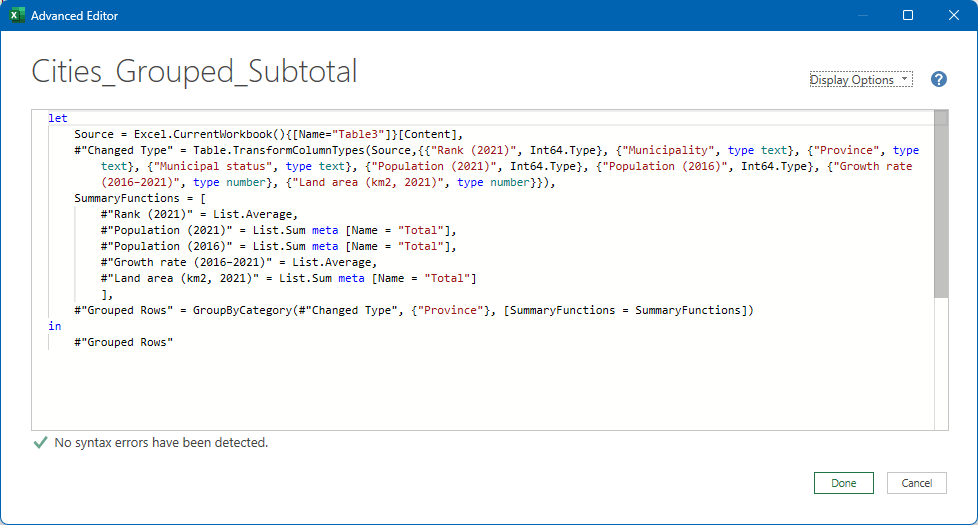 Advanced Editor
Cities_Grouped_Subtotal
Display Options
?
let
Source = Excel.CurrentWorkbook(){[Name="Table3"]}[Content],
#"Changed Type" = Table.TransformColumnTypes(Source,{{"Rank (2021)", Int64.Type}, {"Municipality", type text}, {"Province", type
text}, {"Municipal status", type text}, {"Population (2021)", Int64.Type}, {"Population (2016)", Int64.Type}, {"Growth rate
(2016–2021)", type number}, {"Land area (km2, 2021)", type number}}),
SummaryFunctions = [
#"Rank (2021)" = List.Average,
#"Population (2021)" = List.Sum meta [Name = "Total"],
#"Population (2016)" = List.Sum meta [Name = "Total"],
#"Growth rate (2016–2021)" = List.Average,
#"Land area (km2, 2021)" = List.Sum meta [Name = "Total"]
],
#"Grouped Rows" = GroupByCategory(#"Changed Type", {"Province"}, [SummaryFunctions = SummaryFunctions])
in
#"Grouped Rows"
No syntax errors have been detected.
Done
Cancel